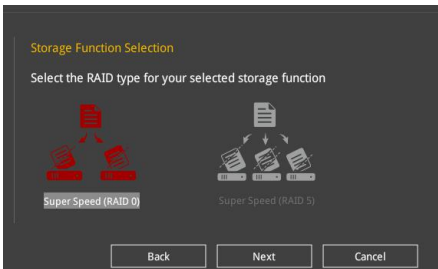 Storage Function Selection
Select the RAID type for your selected storage function
Super Speed (RAID 0)
Super Speed (RAID 5)
Back
Next
Cancel